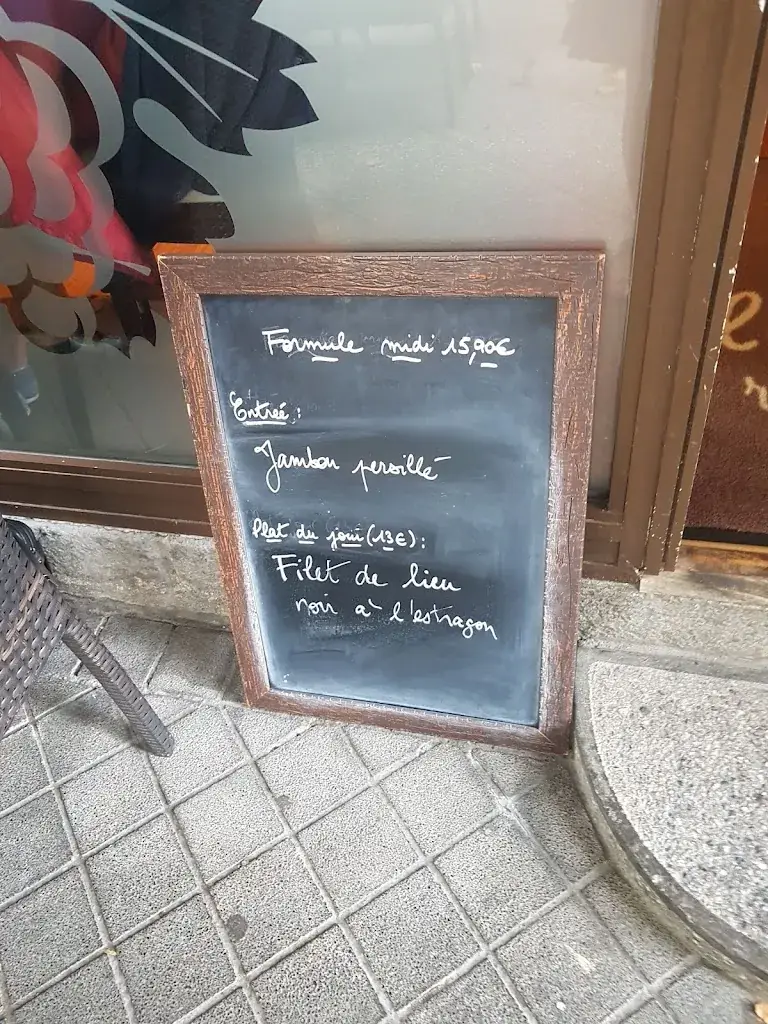 Formule midi 15,90€
Entrée :
Jambon persillé
Plat du jour (13€) :
Filet de lieu
noir à l'estragon